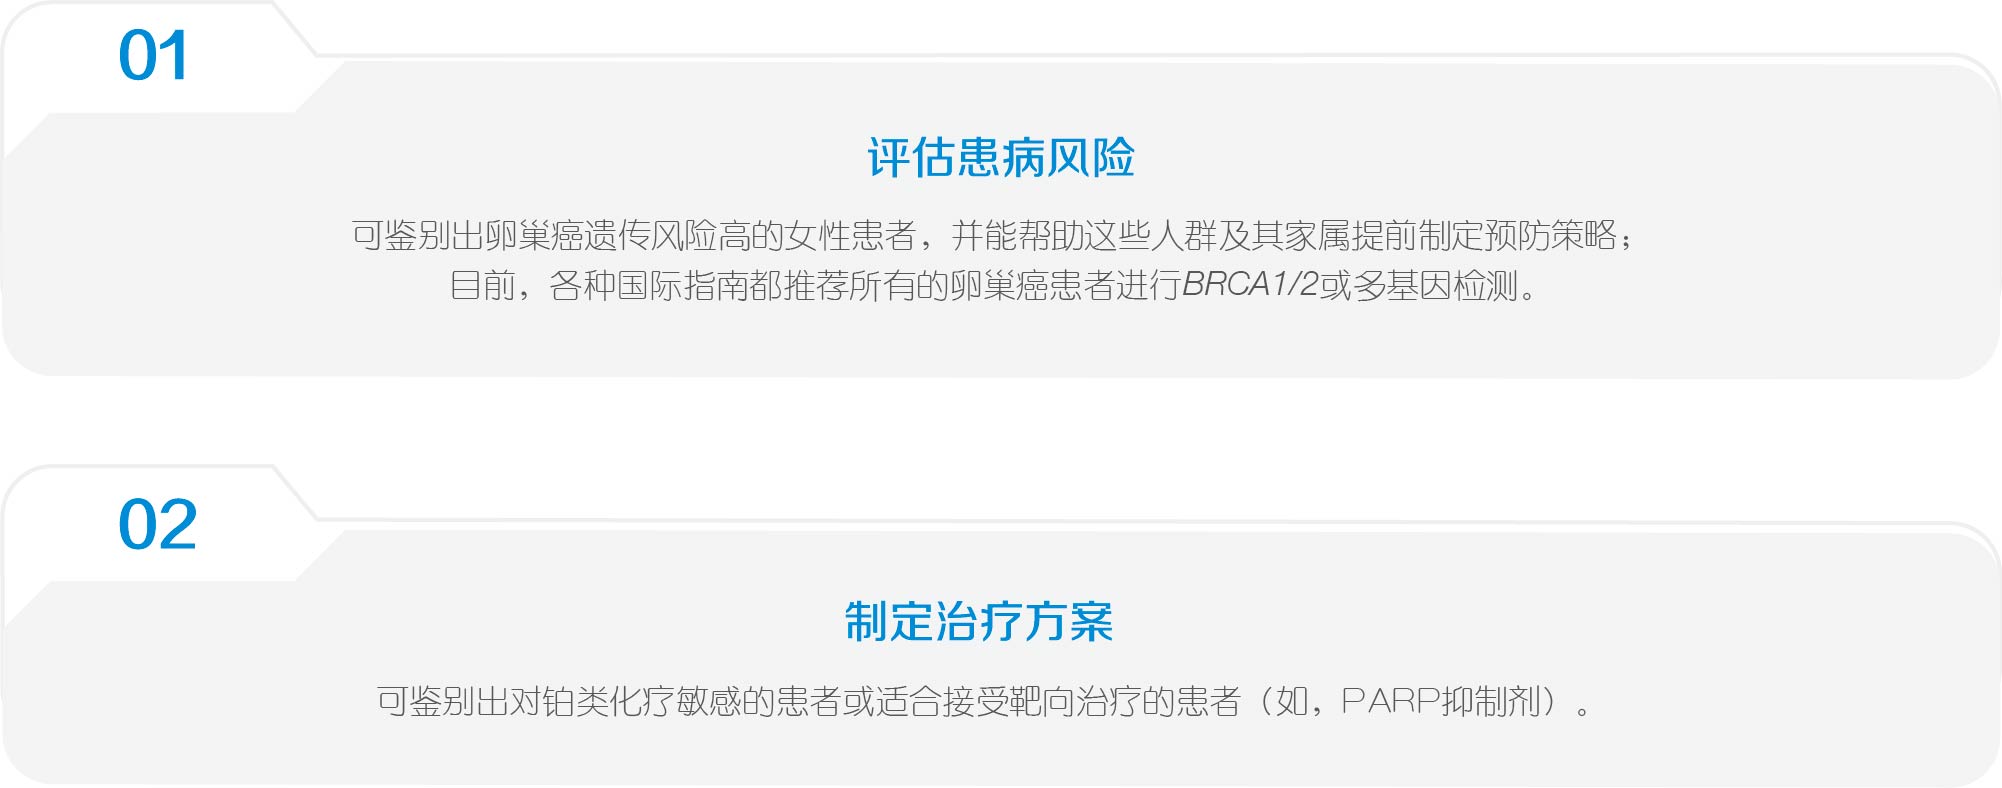 01
评估患病风险
可鉴别出卵巢癌遗传风险高的女性患者，并能帮助这些人群及其家属提前制定预防策略；
目前，各种国际指南都推荐所有的卵巢癌患者进行BRCA1/2或多基因检测。
02
制定治疗方案
可鉴别出对铂类化疗敏感的患者或适合接受靶向治疗的患者（如，PARP抑制剂）。